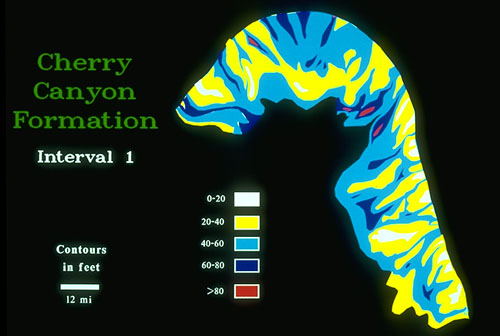 Cherry
Canyon
Formation
Interval 1
0-20
20-40
40-60
60-80
>80
Contours
in feet
12 mi